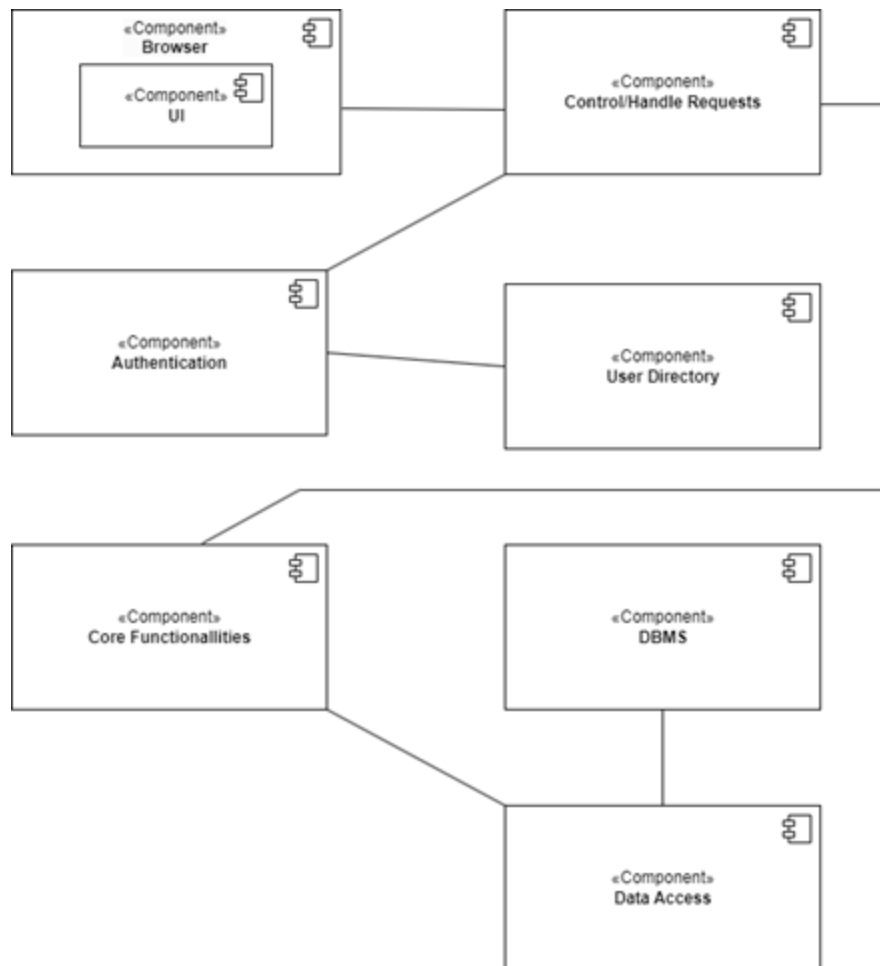 «Component»
Browser
«Component»
UI
«Component»
Control/Handle Requests
«Component»
Authentication
«Component»
User Directory
«Component»
Core Functionallities
«Component»
DBMS
«Component»
Data Access